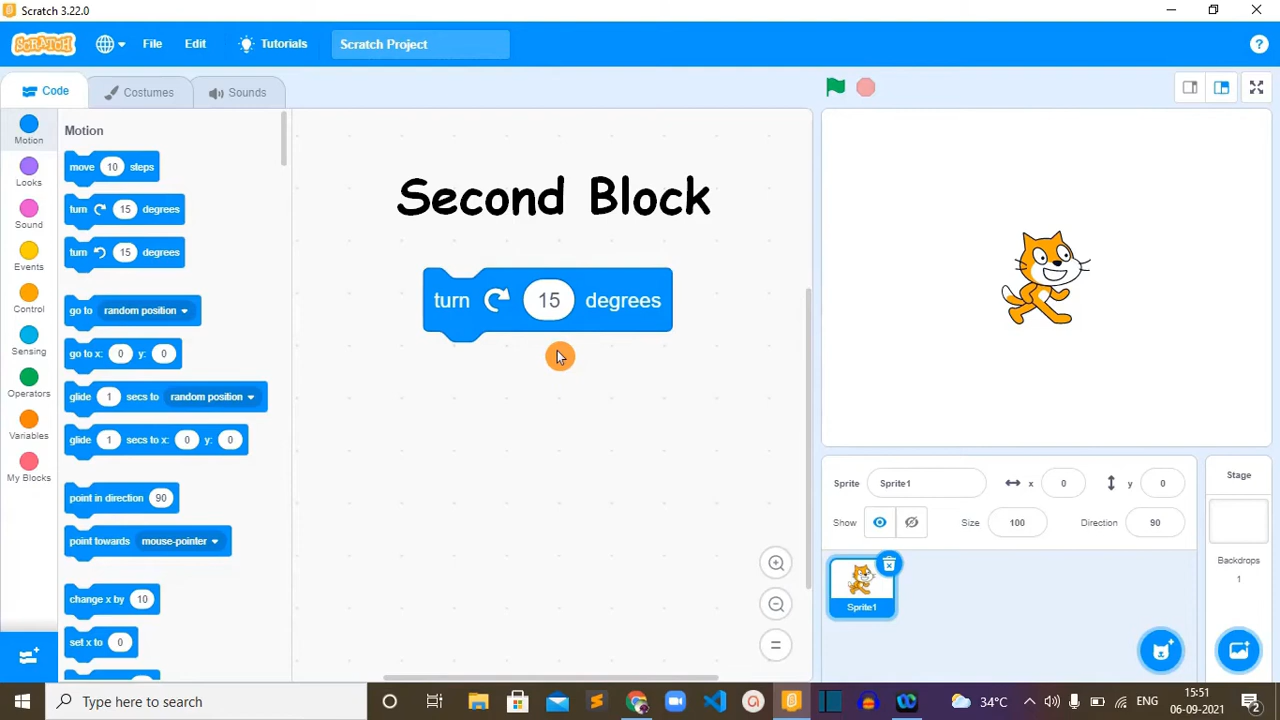 Scratch 3.22.0
SCRATCH File Edit Tutorials Scratch Project ?
Code Costumes Sounds
Motion
Looks
Sound
Events
Control
Sensing
Operators
Variables
My Blocks
Motion
move 10 steps
turn 15 degrees
turn 15 degrees
go to random position
go to x: 0 y: 0
glide 1 secs to random position
glide 1 secs to x: 0 y: 0
point in direction 90
point towards mouse-pointer
change x by 10
set x to 0
Second Block
turn 15 degrees
Sprite Sprite1 x 0 y 0
Show Size 100 Direction 90
Sprite1
Stage
Backdrops
1
Type here to search
34°C ENG
15:51
06-09-2021
2